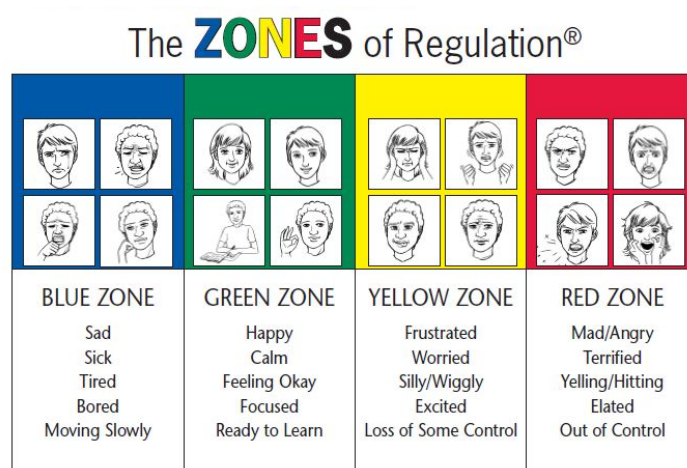 The ZONES of Regulation®
BLUE ZONE
Sad
Sick
Tired
Bored
Moving Slowly
GREEN ZONE
Happy
Calm
Feeling Okay
Focused
Ready to Learn
YELLOW ZONE
Frustrated
Worried
Silly/Wiggly
Excited
Loss of Some Control
RED ZONE
Mad/Angry
Terrified
Yelling/Hitting
Elated
Out of Control